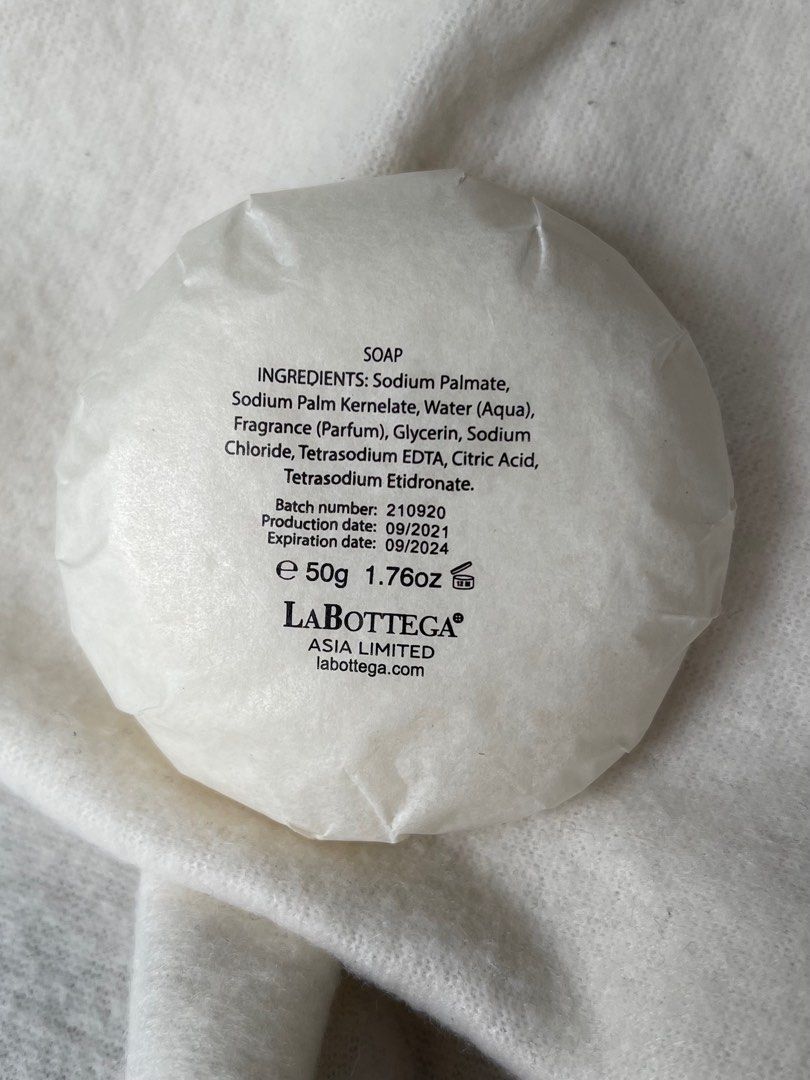 SOAP
INGREDIENTS: Sodium Palmate,
Sodium Palm Kernelate, Water (Aqua),
Fragrance (Parfum), Glycerin, Sodium
Chloride, Tetrasodium EDTA, Citric Acid,
Tetrasodium Etidronate.
Batch number: 210920
Production date: 09/2021
Expiration date: 09/2024
℮ 50g 1.76oz
LABOTTEGA
ASIA LIMITED
labottega.com